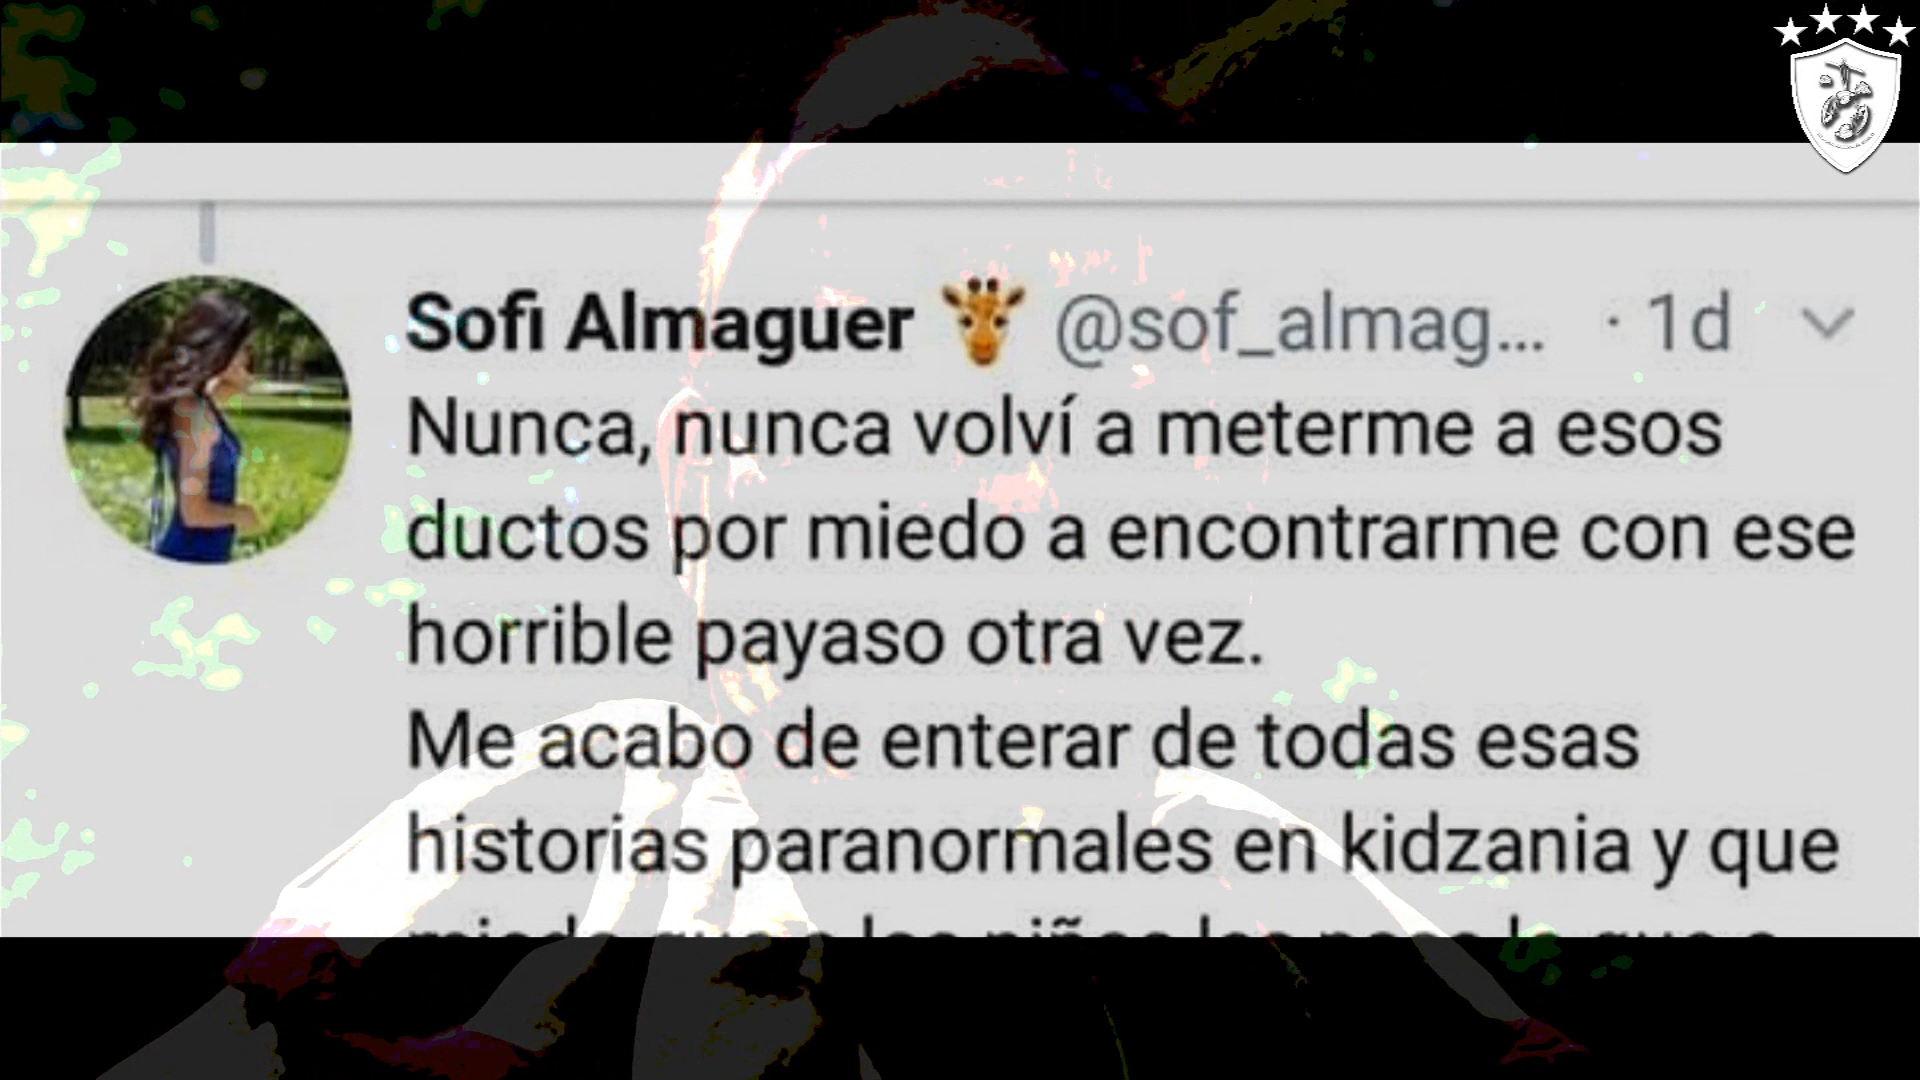 Sofi Almaguer 🦒 @sof_almag... · 1d
Nunca, nunca volví a meterme a esos
ductos por miedo a encontrarme con ese
horrible payaso otra vez.
Me acabo de enterar de todas esas
historias paranormales en kidzania y que